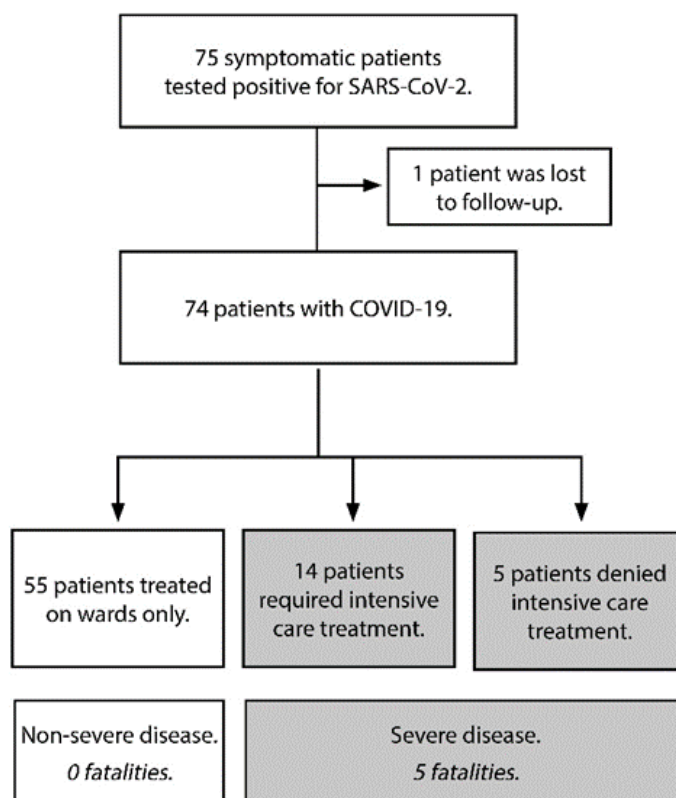 75 symptomatic patients
tested positive for SARS-CoV-2.
1 patient was lost
to follow-up.
74 patients with COVID-19.
55 patients treated
on wards only.
14 patients
required intensive
care treatment.
5 patients denied
intensive care
treatment.
Non-severe disease.
0 fatalities.
Severe disease.
5 fatalities.